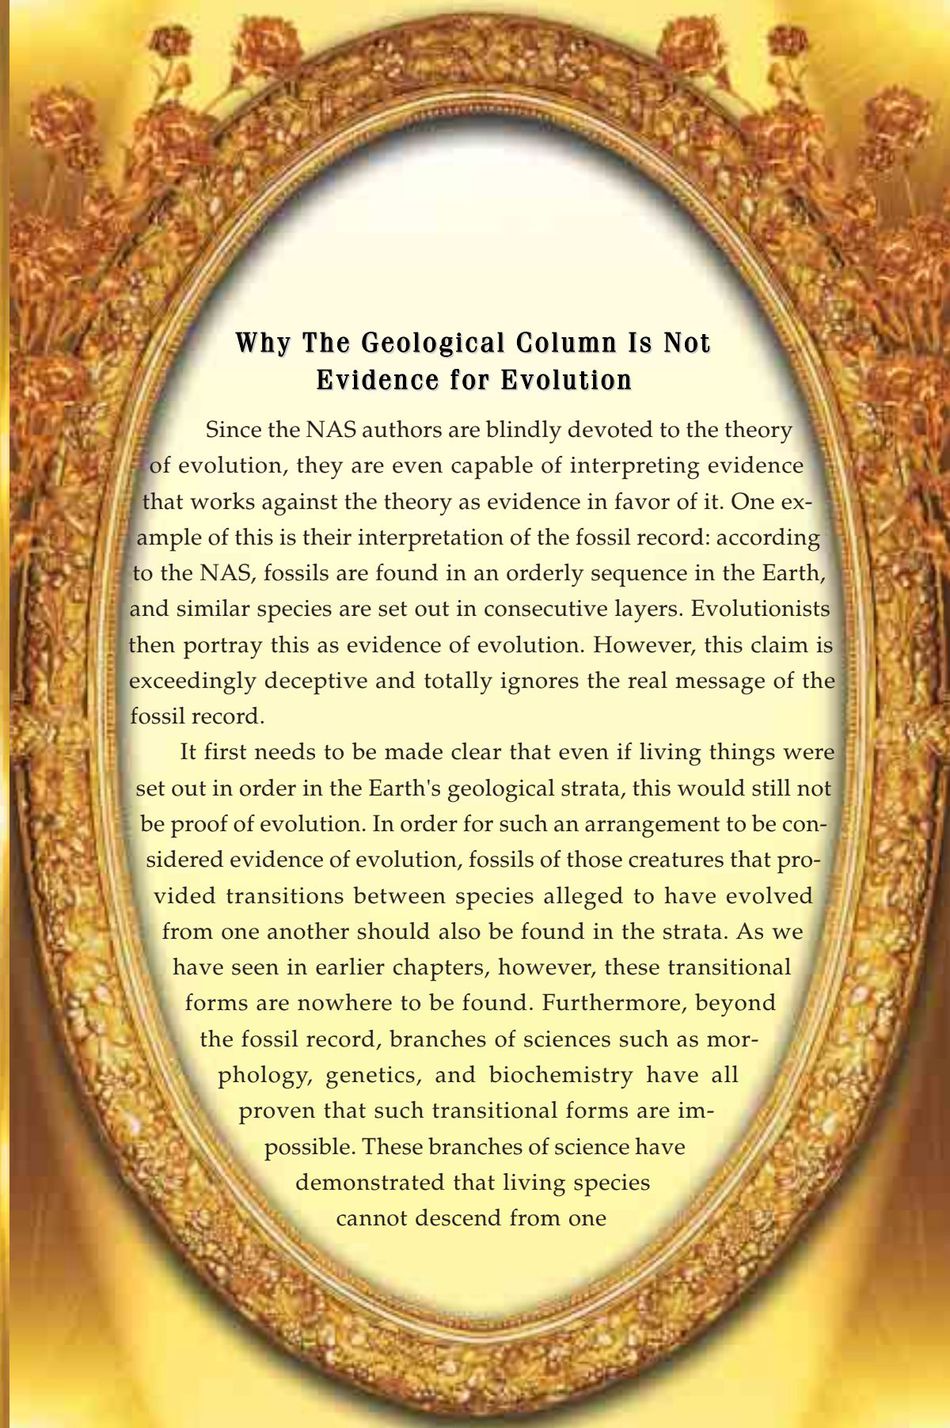 Why The Geological Column Is Not
Evidence for Evolution
Since the NAS authors are blindly devoted to the theory
of evolution, they are even capable of interpreting evidence
that works against the theory as evidence in favor of it. One ex-
ample of this is their interpretation of the fossil record: according
to the NAS, fossils are found in an orderly sequence in the Earth,
and similar species are set out in consecutive layers. Evolutionists
then portray this as evidence of evolution. However, this claim is
exceedingly deceptive and totally ignores the real message of the
fossil record.
It first needs to be made clear that even if living things were
set out in order in the Earth's geological strata, this would still not
be proof of evolution. In order for such an arrangement to be con-
sidered evidence of evolution, fossils of those creatures that pro-
vided transitions between species alleged to have evolved
from one another should also be found in the strata. As we
have seen in earlier chapters, however, these transitional
forms are nowhere to be found. Furthermore, beyond
the fossil record, branches of sciences such as mor-
phology, genetics, and biochemistry have all
proven that such transitional forms are im-
possible. These branches of science have
demonstrated that living species
cannot descend from one